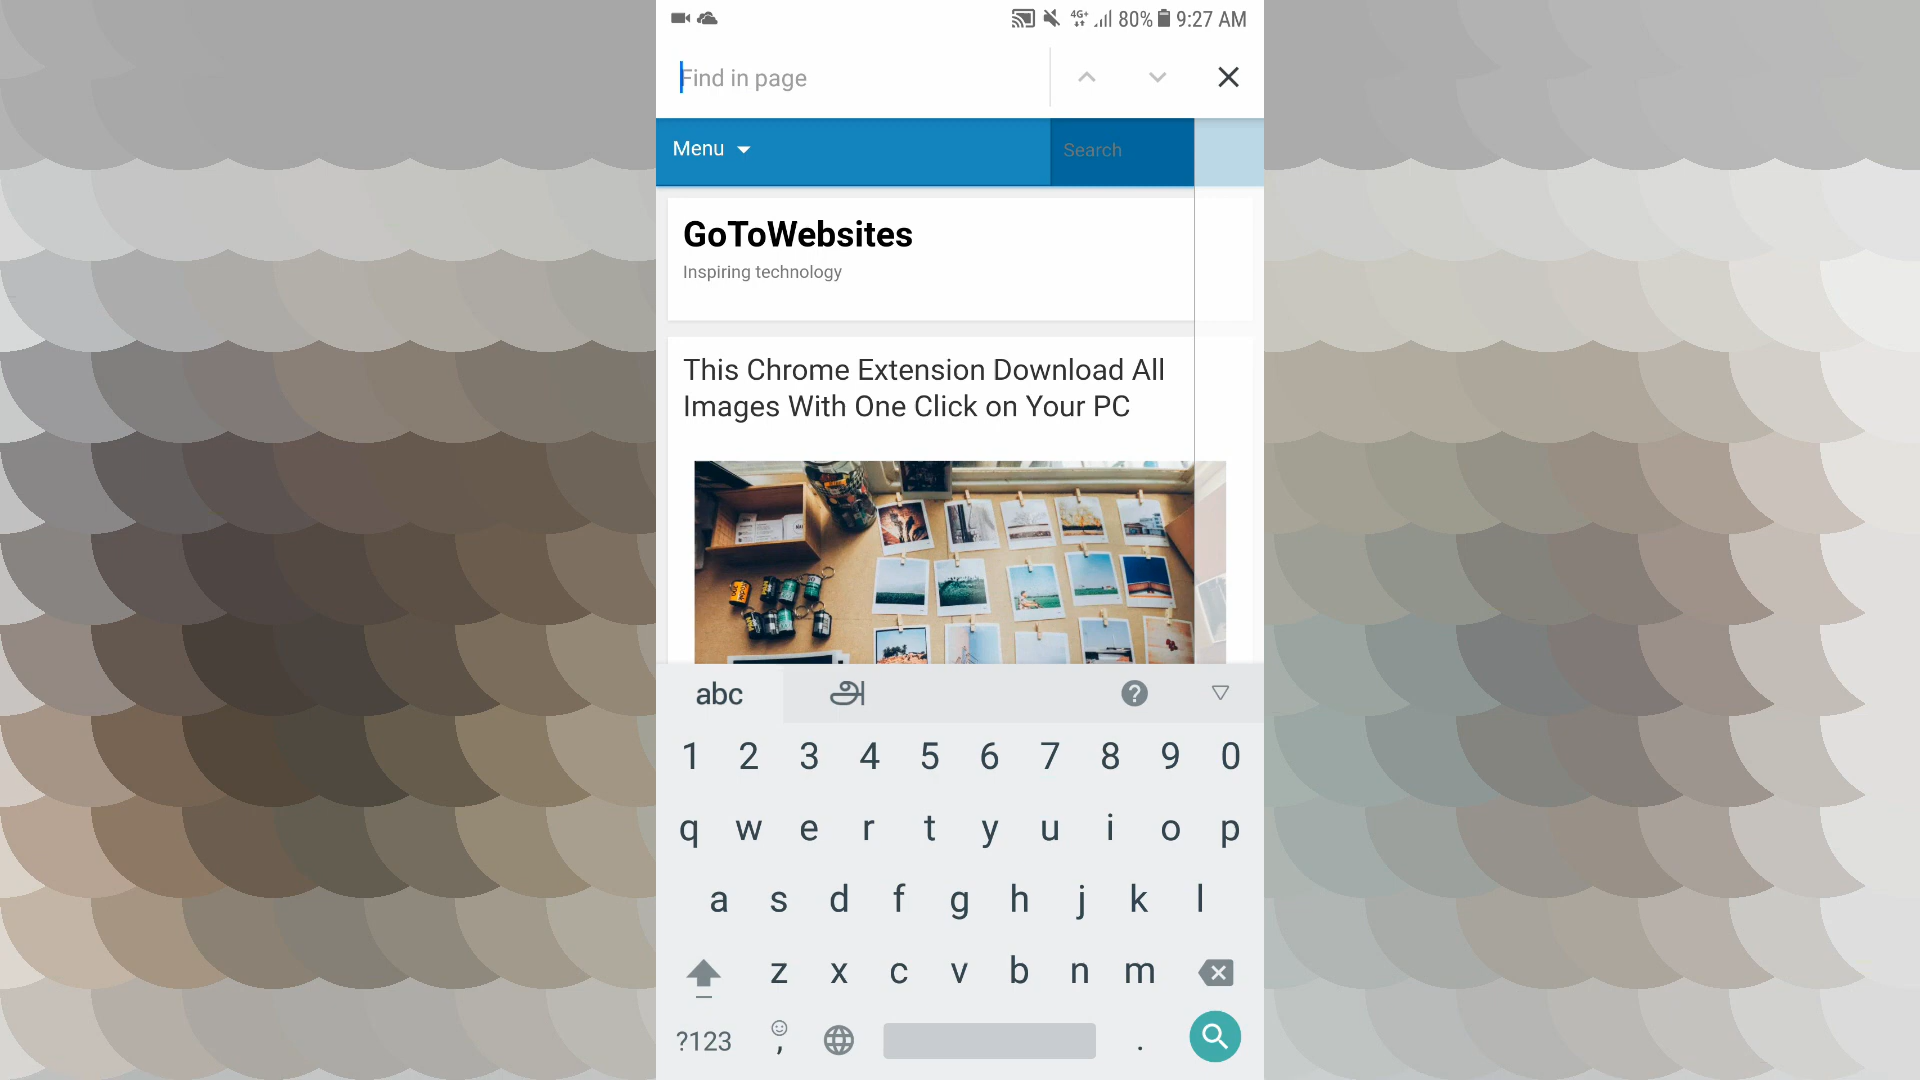 4G+ 80% 9:27 AM
Find in page
Menu
Search
GoToWebsites
Inspiring technology
This Chrome Extension Download All
Images With One Click on Your PC
abc அ
1 2 3 4 5 6 7 8 9 0
q w e r t y u i o p
a s d f g h j k l
z x c v b n m
?123 , .